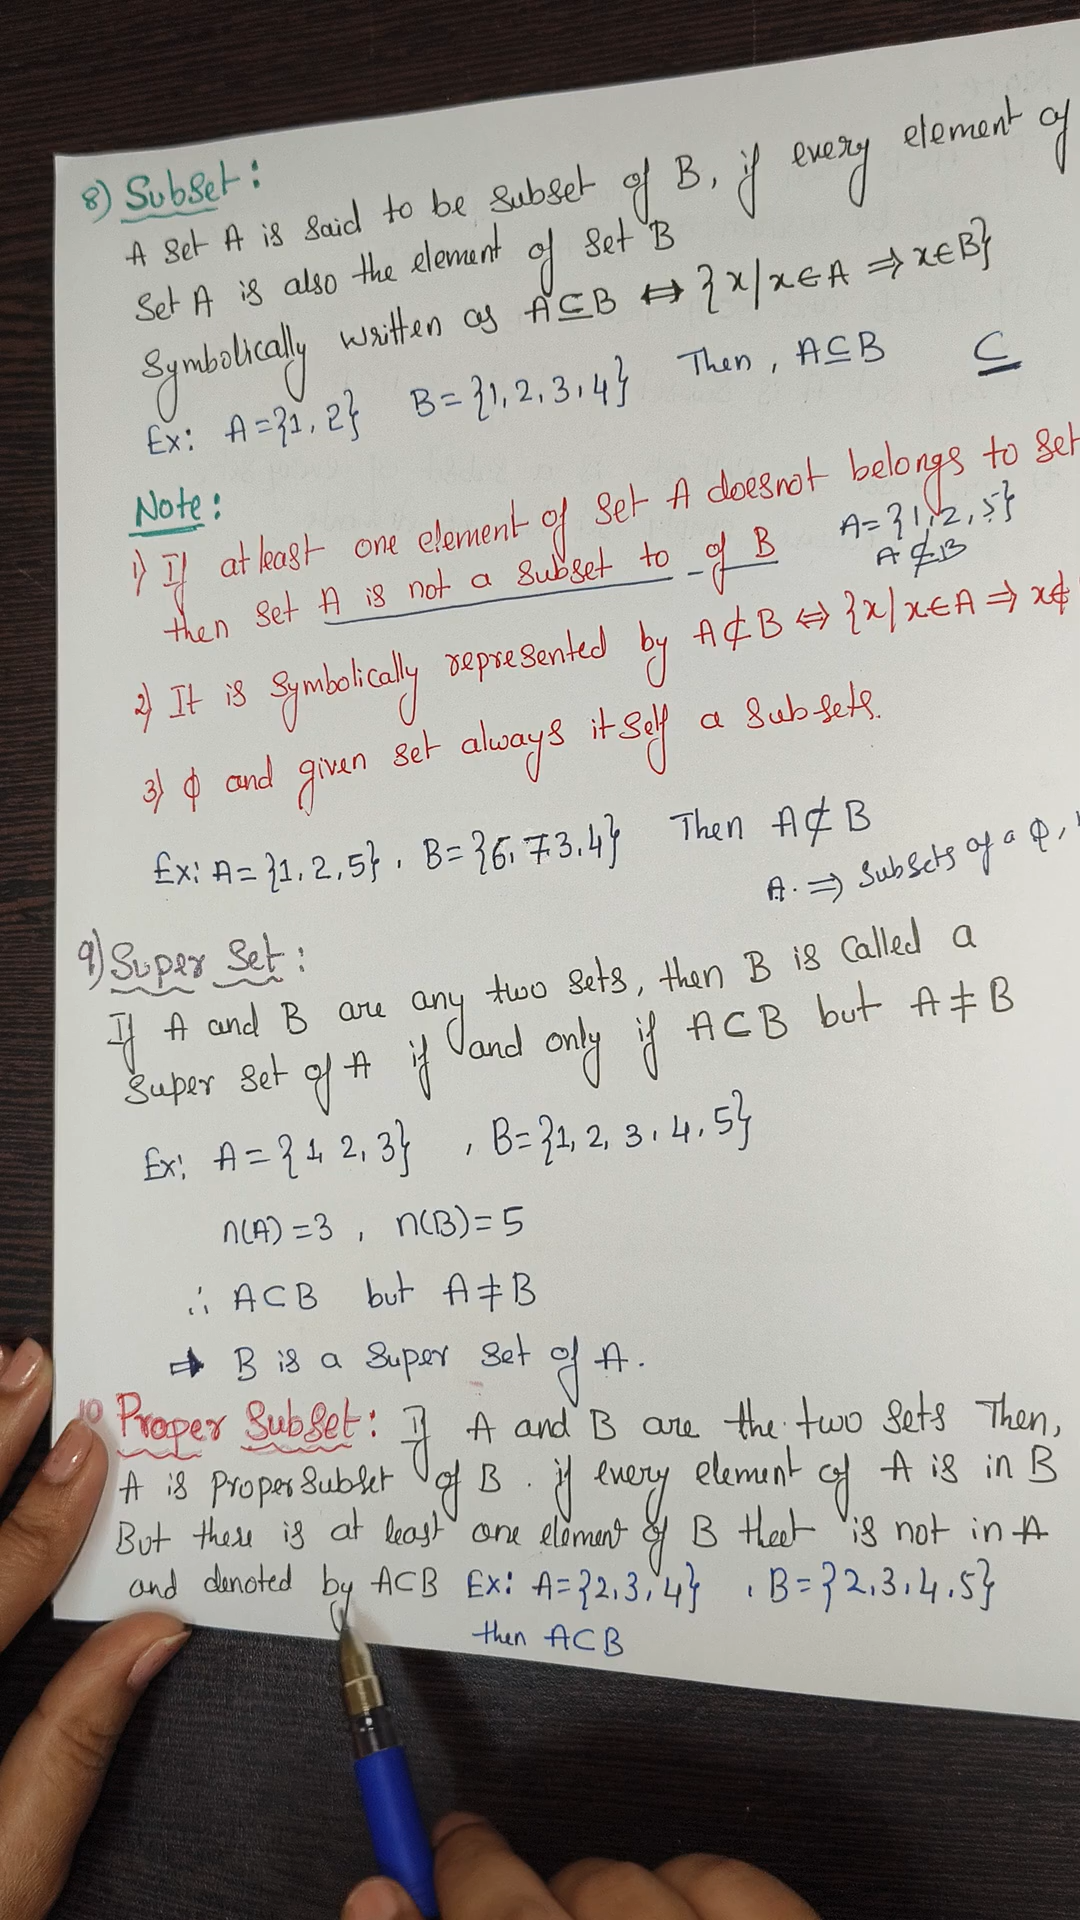 8) Subset:
A set A is said to be subset of B, if every element of
Set A is also the element of set B
Symbolically written as A⊆B ⇔ {x/x∈A ⇒ x∈B}
Ex: A={1,2} B={1,2,3,4} Then, A⊆B ⊆
Note:
1) If at least one element of set A doesnot belongs to set
then set A is not a subset to - of B
A={1,2,5}
A⊈B
2) It is symbolically represented by A⊄B ⇔ {x/x∈A ⇒ x∉
3) ϕ and given set always itself a subsets.
Ex: A={1,2,5}, B={6,7,3,4} Then A⊄B
A. ⇒ Subsets of a ϕ,
9) Super Set:
If A and B are any two sets, then B is called a
super set of A if and only if A⊂B but A≠B
Ex: A={1,2,3} , B={1,2,3,4,5}
n(A)=3 , n(B)=5
∴ A⊂B but A≠B
⇒ B is a super set of A.
10 Proper Subset: If A and B are the two sets Then,
A is proper subset of B. if every element of A is in B
But there is at least one element of B that is not in A
and denoted by A⊂B Ex: A={2,3,4} , B={2,3,4,5}
then A⊂B